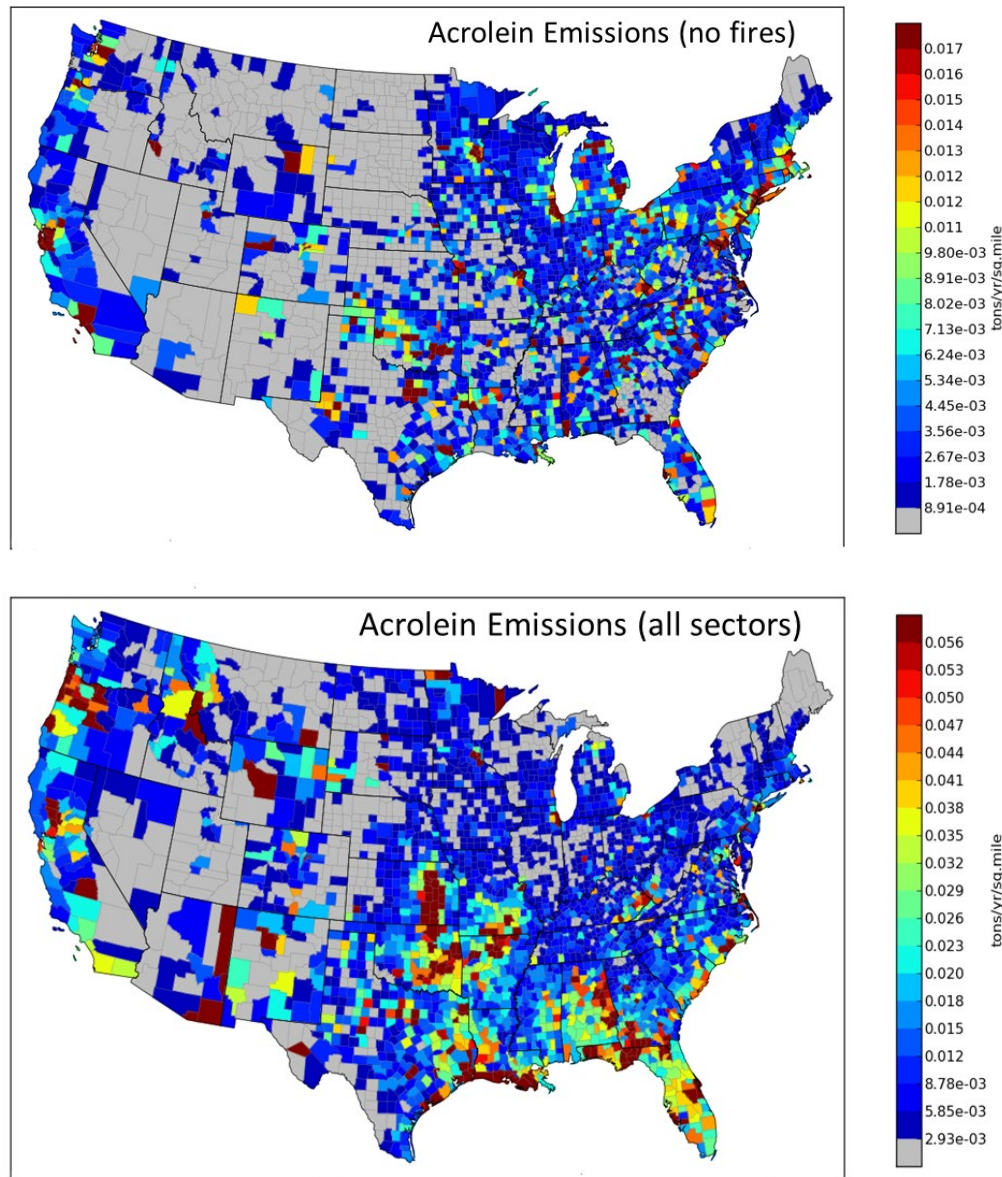 Acrolein Emissions (no fires)
0.017
0.016
0.015
0.014
0.013
0.012
0.012
0.011
9.80e-03
8.91e-03
8.02e-03
7.13e-03
6.24e-03
5.34e-03
4.45e-03
3.56e-03
2.67e-03
1.78e-03
8.91e-04
tons/yr/sq.mile
Acrolein Emissions (all sectors)
0.056
0.053
0.050
0.047
0.044
0.041
0.038
0.035
0.032
0.029
0.026
0.023
0.020
0.018
0.015
0.012
8.78e-03
5.85e-03
2.93e-03
tons/yr/sq.mile